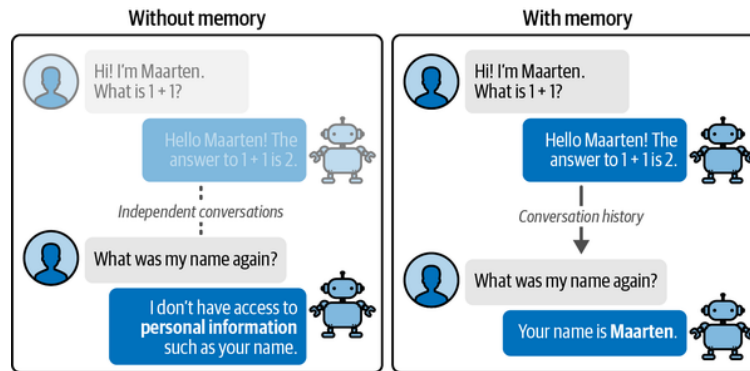 Without memory
Hi! I'm Maarten.
What is 1 + 1?
Hello Maarten! The
answer to 1 + 1 is 2.
Independent conversations
What was my name again?
I don't have access to
personal information
such as your name.
With memory
Hi! I'm Maarten.
What is 1 + 1?
Hello Maarten! The
answer to 1 + 1 is 2.
Conversation history
What was my name again?
Your name is Maarten.